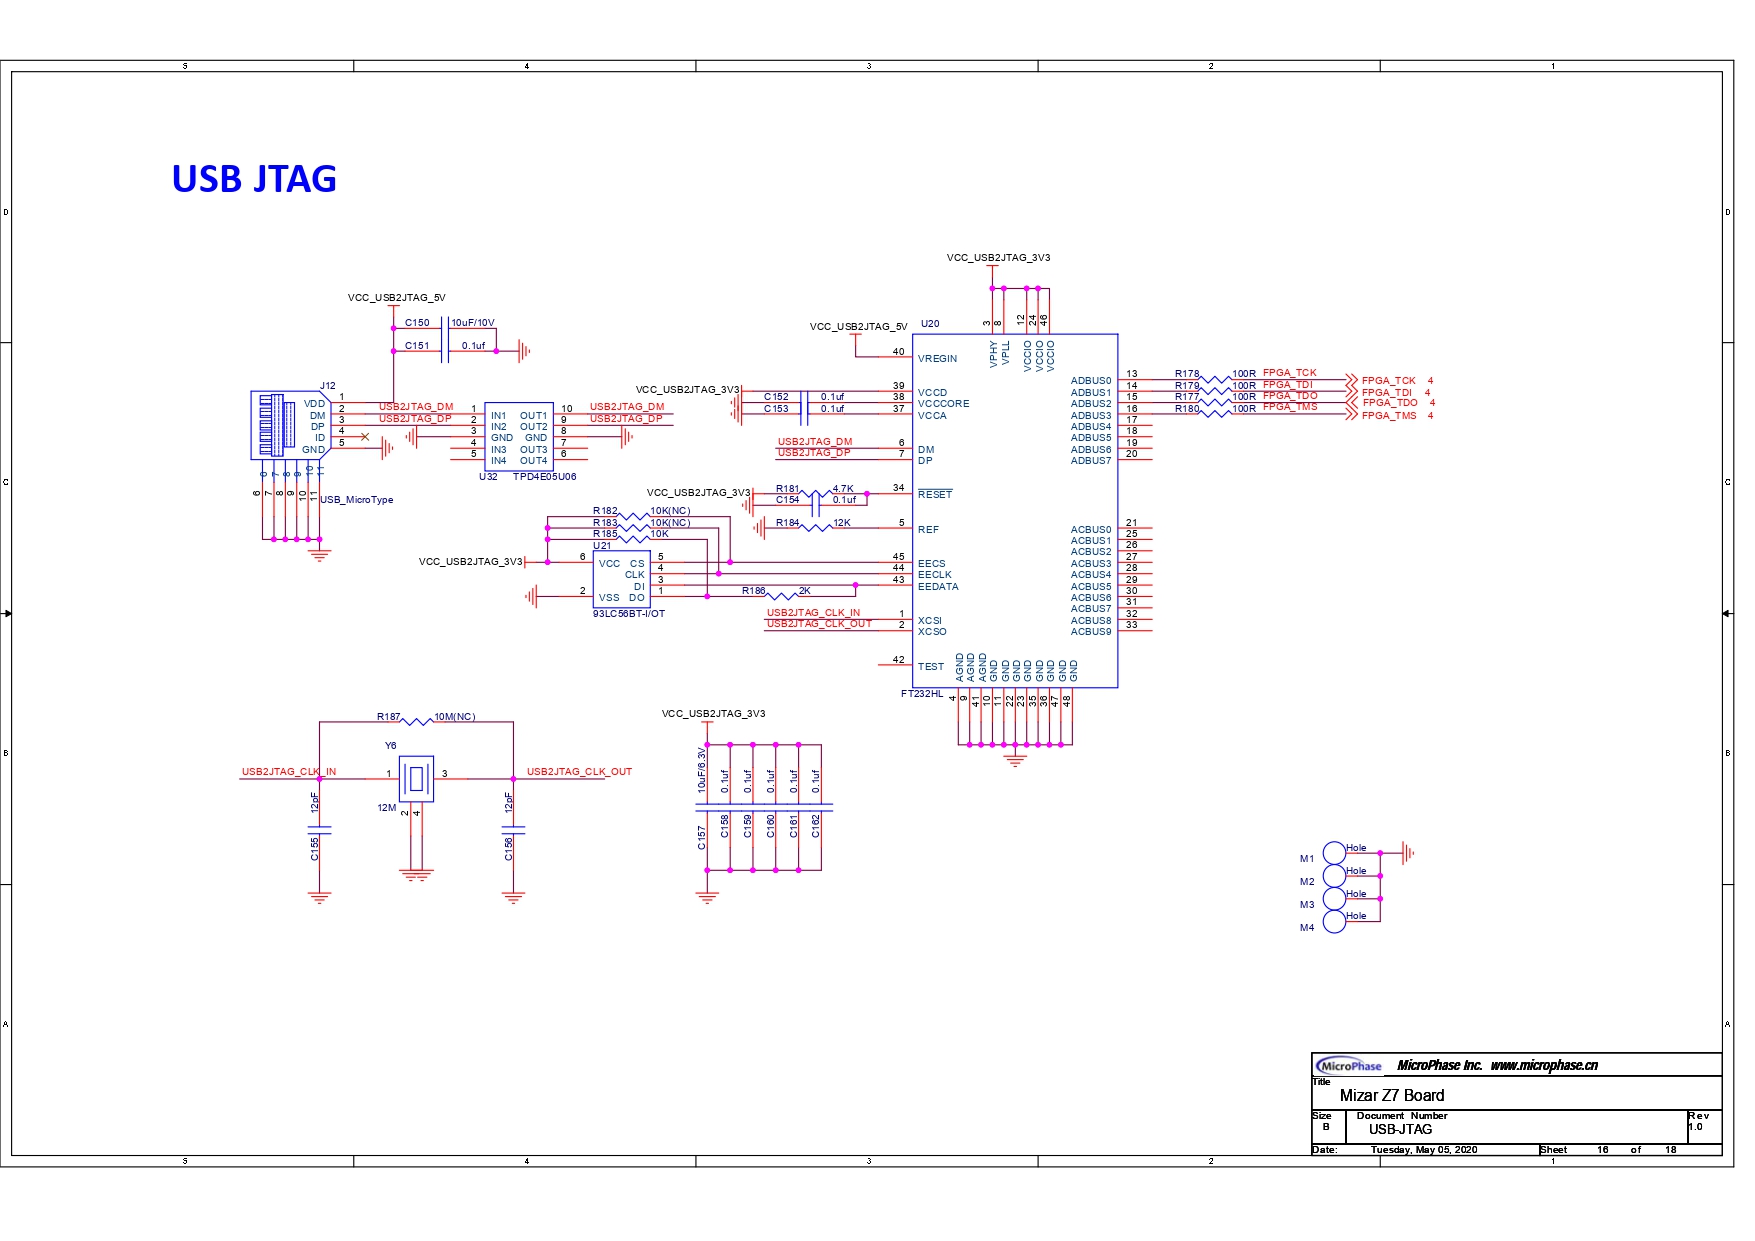 5 4 3 2 1
D D
C C
B B
A A
USB JTAG
VCC_USB2JTAG_5V
C150 10uF/10V
C151 0.1uf
J12
VDD 1
DM 2
DP 3
ID 4
GND 5
6 7 8 9 10 11
6 7 8 9 10 11
USB_MicroType
USB2JTAG_DM
USB2JTAG_DP
1 IN1 OUT1 10
2 IN2 OUT2 9
3 GND GND 8
4 IN3 OUT3 7
5 IN4 OUT4 6
U32 TPD4E05U06
USB2JTAG_DM
USB2JTAG_DP
VCC_USB2JTAG_3V3
VCC_USB2JTAG_5V
U20
3 8 12 24 46
VPHY VPLL VCCIO VCCIO VCCIO
40 VREGIN
VCC_USB2JTAG_3V3
39 VCCD
C152 0.1uf 38 VCCCORE
C153 0.1uf 37 VCCA
USB2JTAG_DM 6 DM
USB2JTAG_DP 7 DP
VCC_USB2JTAG_3V3
R181 4.7K 34 RESET
C154 0.1uf
R184 12K 5 REF
R182 10K(NC)
R183 10K(NC)
R185 10K
U21
VCC_USB2JTAG_3V3
6 VCC CS 5
CLK 4
DI 3
2 VSS DO 1
93LC56BT-I/OT
R186 2K
45 EECS
44 EECLK
43 EEDATA
USB2JTAG_CLK_IN 1 XCSI
USB2JTAG_CLK_OUT 2 XCSO
42 TEST
FT232HL
AGND AGND AGND GND GND GND GND GND GND GND GND
4 9 41 10 11 22 23 35 36 47 48
ADBUS0 13
ADBUS1 14
ADBUS2 15
ADBUS3 16
ADBUS4 17
ADBUS5 18
ADBUS6 19
ADBUS7 20
ACBUS0 21
ACBUS1 25
ACBUS2 26
ACBUS3 27
ACBUS4 28
ACBUS5 29
ACBUS6 30
ACBUS7 31
ACBUS8 32
ACBUS9 33
R178 100R FPGA_TCK FPGA_TCK 4
R179 100R FPGA_TDI FPGA_TDI 4
R177 100R FPGA_TDO FPGA_TDO 4
R180 100R FPGA_TMS FPGA_TMS 4
R187 10M(NC)
Y6
USB2JTAG_CLK_IN 1 3 USB2JTAG_CLK_OUT
12M
2 4
12pF C155
12pF C156
VCC_USB2JTAG_3V3
10uF/6.3V 0.1uf 0.1uf 0.1uf 0.1uf 0.1uf
C157 C158 C159 C160 C161 C162
M1 Hole
M2 Hole
M3 Hole
M4 Hole
MicroPhase MicroPhase Inc. www.microphase.cn
Title
Mizar Z7 Board
Size Document Number Rev
B USB-JTAG 1.0
Date: Tuesday, May 05, 2020 Sheet 16 of 18
5 4 3 2 1